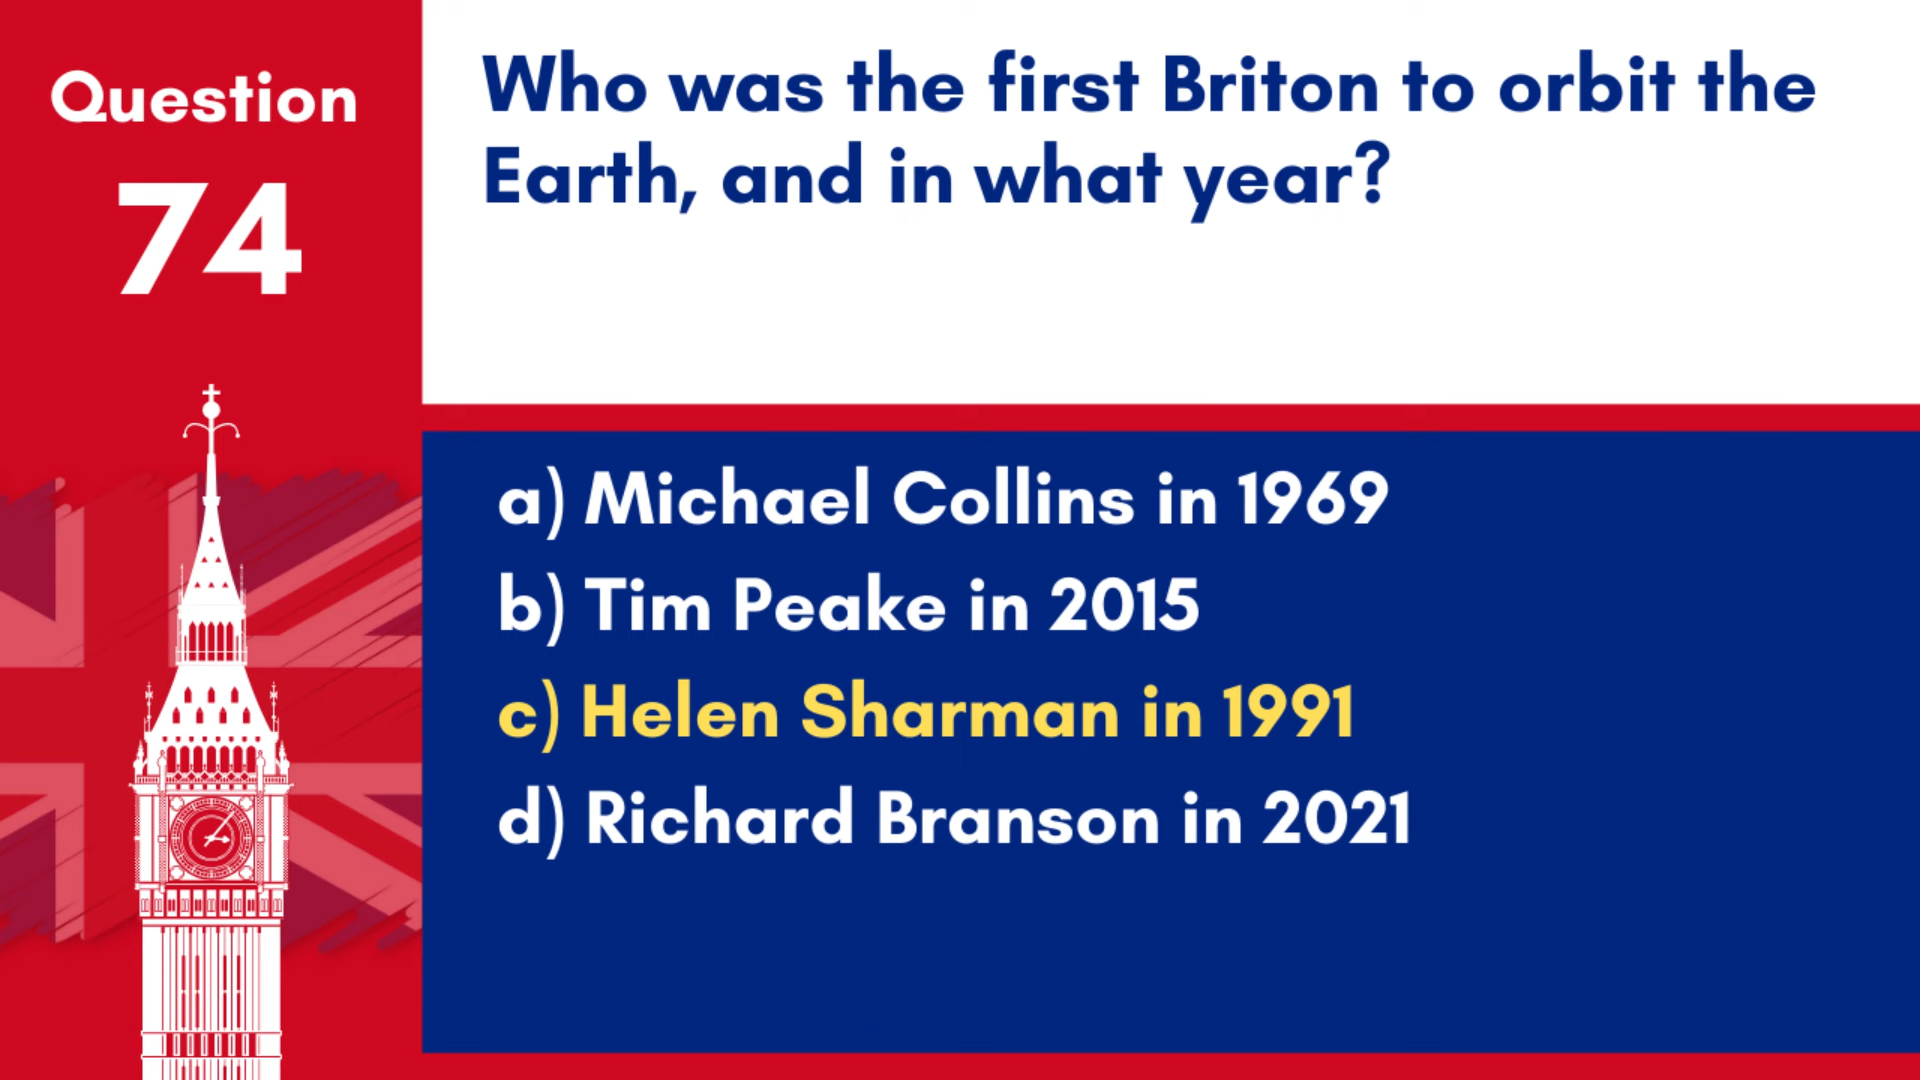 Question
74
Who was the first Briton to orbit the
Earth, and in what year?
a) Michael Collins in 1969
b) Tim Peake in 2015
c) Helen Sharman in 1991
d) Richard Branson in 2021